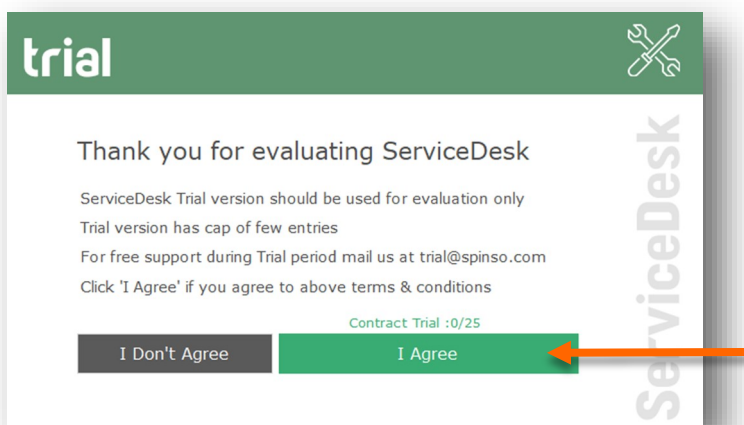 trial
Thank you for evaluating ServiceDesk
ServiceDesk Trial version should be used for evaluation only
Trial version has cap of few entries
For free support during Trial period mail us at trial@spinso.com
Click 'I Agree' if you agree to above terms & conditions
Contract Trial :0/25
I Don't Agree
I Agree
ServiceDesk